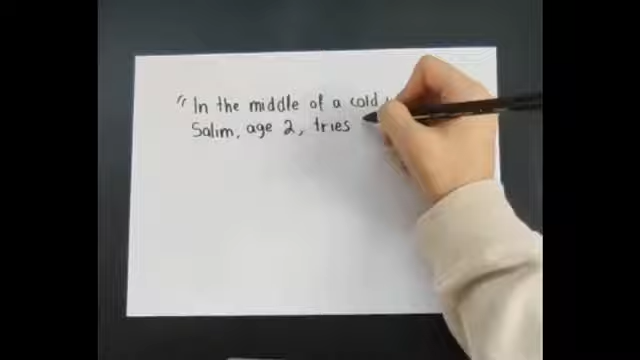 "In the middle of a cold
Salim, age 2, tries